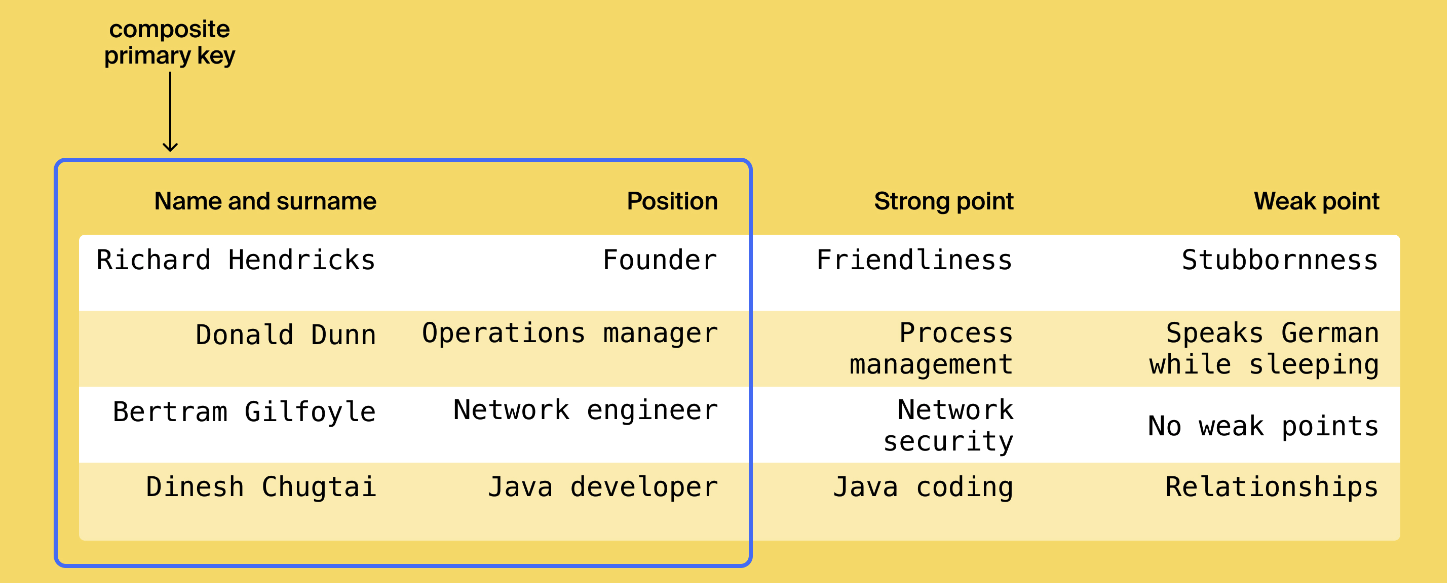 composite
primary key
Name and surname Position Strong point Weak point
Richard Hendricks Founder Friendliness Stubbornness
Donald Dunn Operations manager Process management Speaks German while sleeping
Bertram Gilfoyle Network engineer Network security No weak points
Dinesh Chugtai Java developer Java coding Relationships